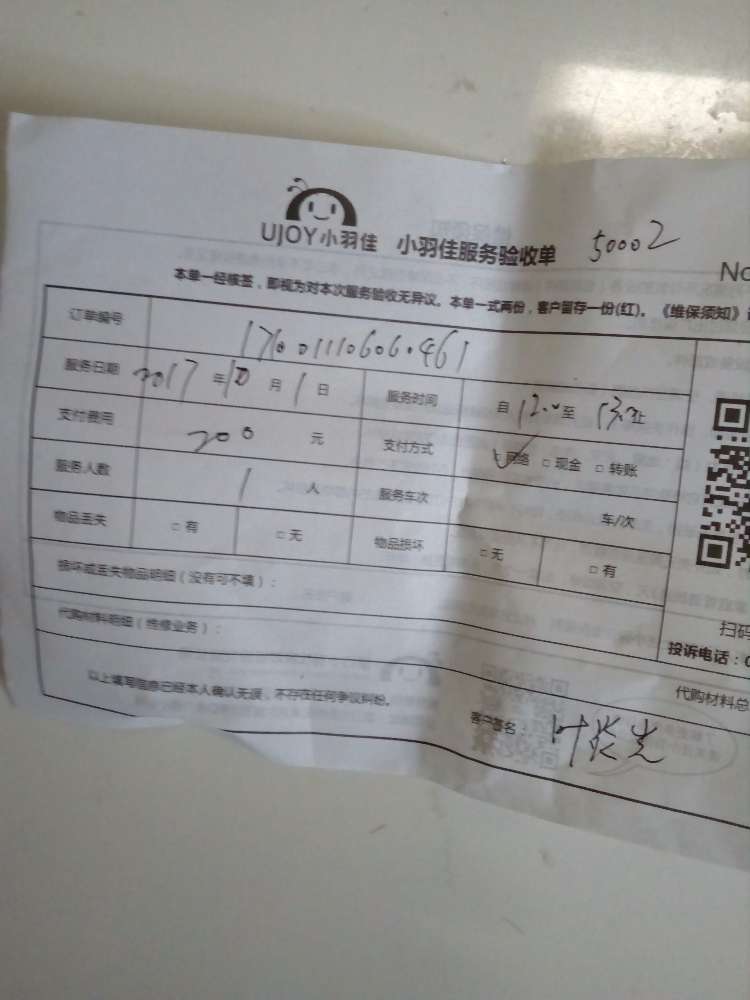 UJOY小羽佳 小羽佳服务验收单 50002
No
本单一经核签，即视为对本次服务验收无异议。本单一式两份，客户留存一份(红)。《维保须知》
订单编号
服务日期 2017 年 10 月 1 日 服务时间 自 12:00 至 止
支付费用 200 元 支付方式 ☑网络 □现金 □转账
服务人数 1 人 服务车次 车/次
物品丢失 □有 □无 物品损坏 □无 □有
损坏或丢失物品明细（没有可不填）：
扫码
代购材料明细（维修业务）：
投诉电话：0
代购材料总
以上填写信息已经本人确认无误，不存在任何争议纠纷。 客户签名：叶